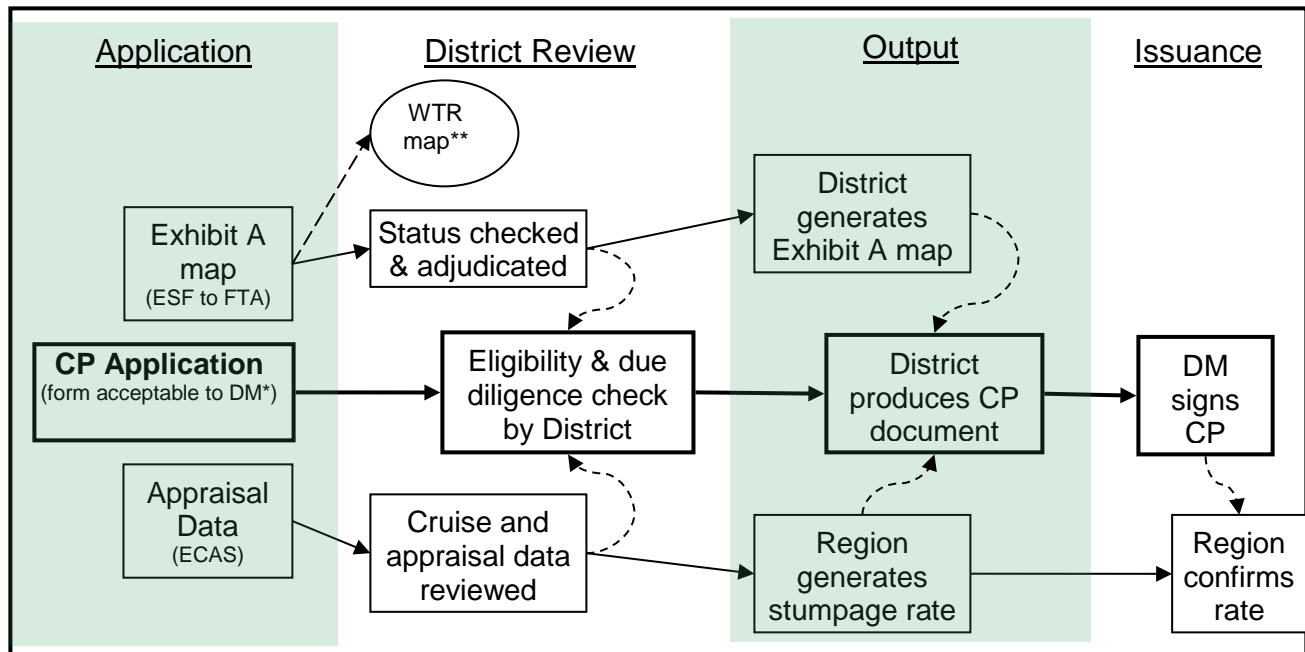 Application
District Review
Output
Issuance
WTR
map**
Exhibit A
map
(ESF to FTA)
Status checked
& adjudicated
District
generates
Exhibit A map
CP Application
(form acceptable to DM*)
Eligibility & due
diligence check
by District
District
produces CP
document
DM
signs
CP
Appraisal
Data
(ECAS)
Cruise and
appraisal data
reviewed
Region
generates
stumpage rate
Region
confirms
rate